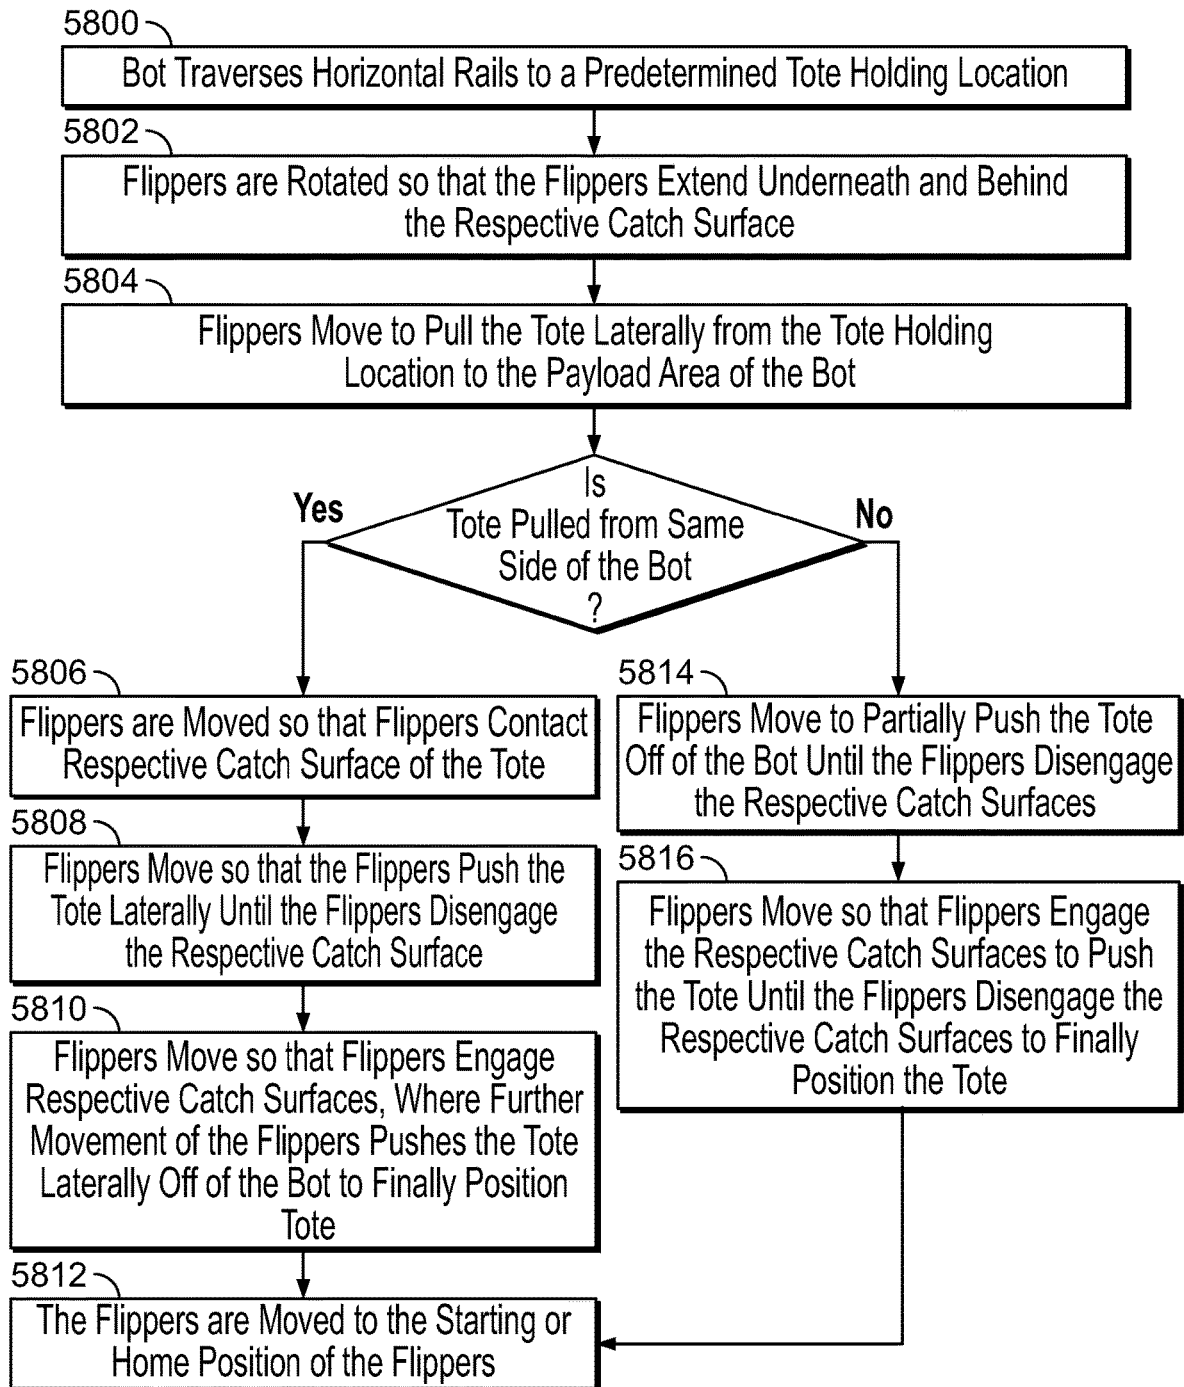 5800
Bot Traverses Horizontal Rails to a Predetermined Tote Holding Location
5802
Flippers are Rotated so that the Flippers Extend Underneath and Behind
the Respective Catch Surface
5804
Flippers Move to Pull the Tote Laterally from the Tote Holding
Location to the Payload Area of the Bot
Is
Tote Pulled from Same
Side of the Bot
?
Yes
No
5806
Flippers are Moved so that Flippers Contact
Respective Catch Surface of the Tote
5808
Flippers Move so that the Flippers Push the
Tote Laterally Until the Flippers Disengage
the Respective Catch Surface
5810
Flippers Move so that Flippers Engage
Respective Catch Surfaces, Where Further
Movement of the Flippers Pushes the Tote
Laterally Off of the Bot to Finally Position
Tote
5812
The Flippers are Moved to the Starting or
Home Position of the Flippers
5814
Flippers Move to Partially Push the Tote
Off of the Bot Until the Flippers Disengage
the Respective Catch Surfaces
5816
Flippers Move so that Flippers Engage
the Respective Catch Surfaces to Push
the Tote Until the Flippers Disengage the
Respective Catch Surfaces to Finally
Position the Tote